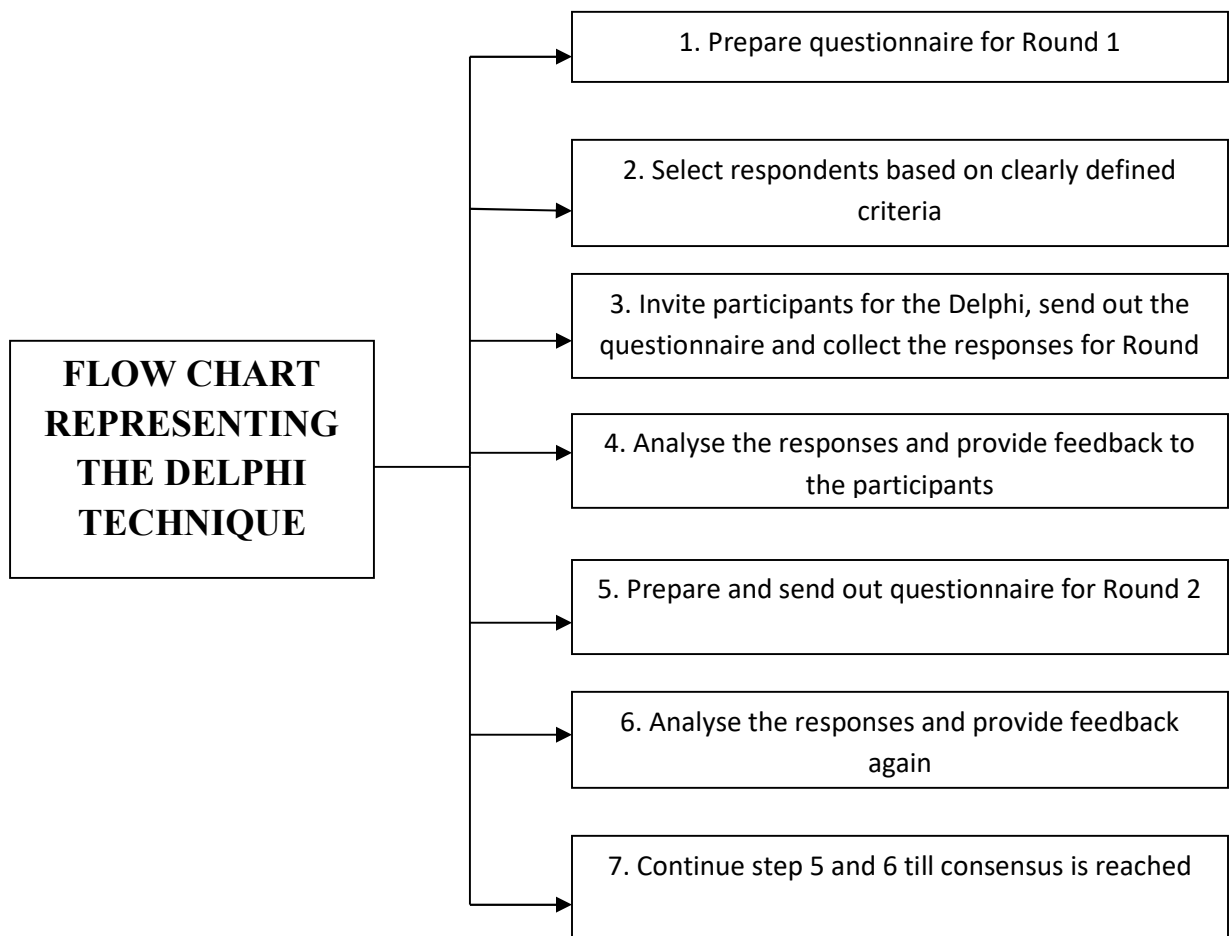 FLOW CHART
REPRESENTING
THE DELPHI
TECHNIQUE
1. Prepare questionnaire for Round 1
2. Select respondents based on clearly defined
criteria
3. Invite participants for the Delphi, send out the
questionnaire and collect the responses for Round
4. Analyse the responses and provide feedback to
the participants
5. Prepare and send out questionnaire for Round 2
6. Analyse the responses and provide feedback
again
7. Continue step 5 and 6 till consensus is reached